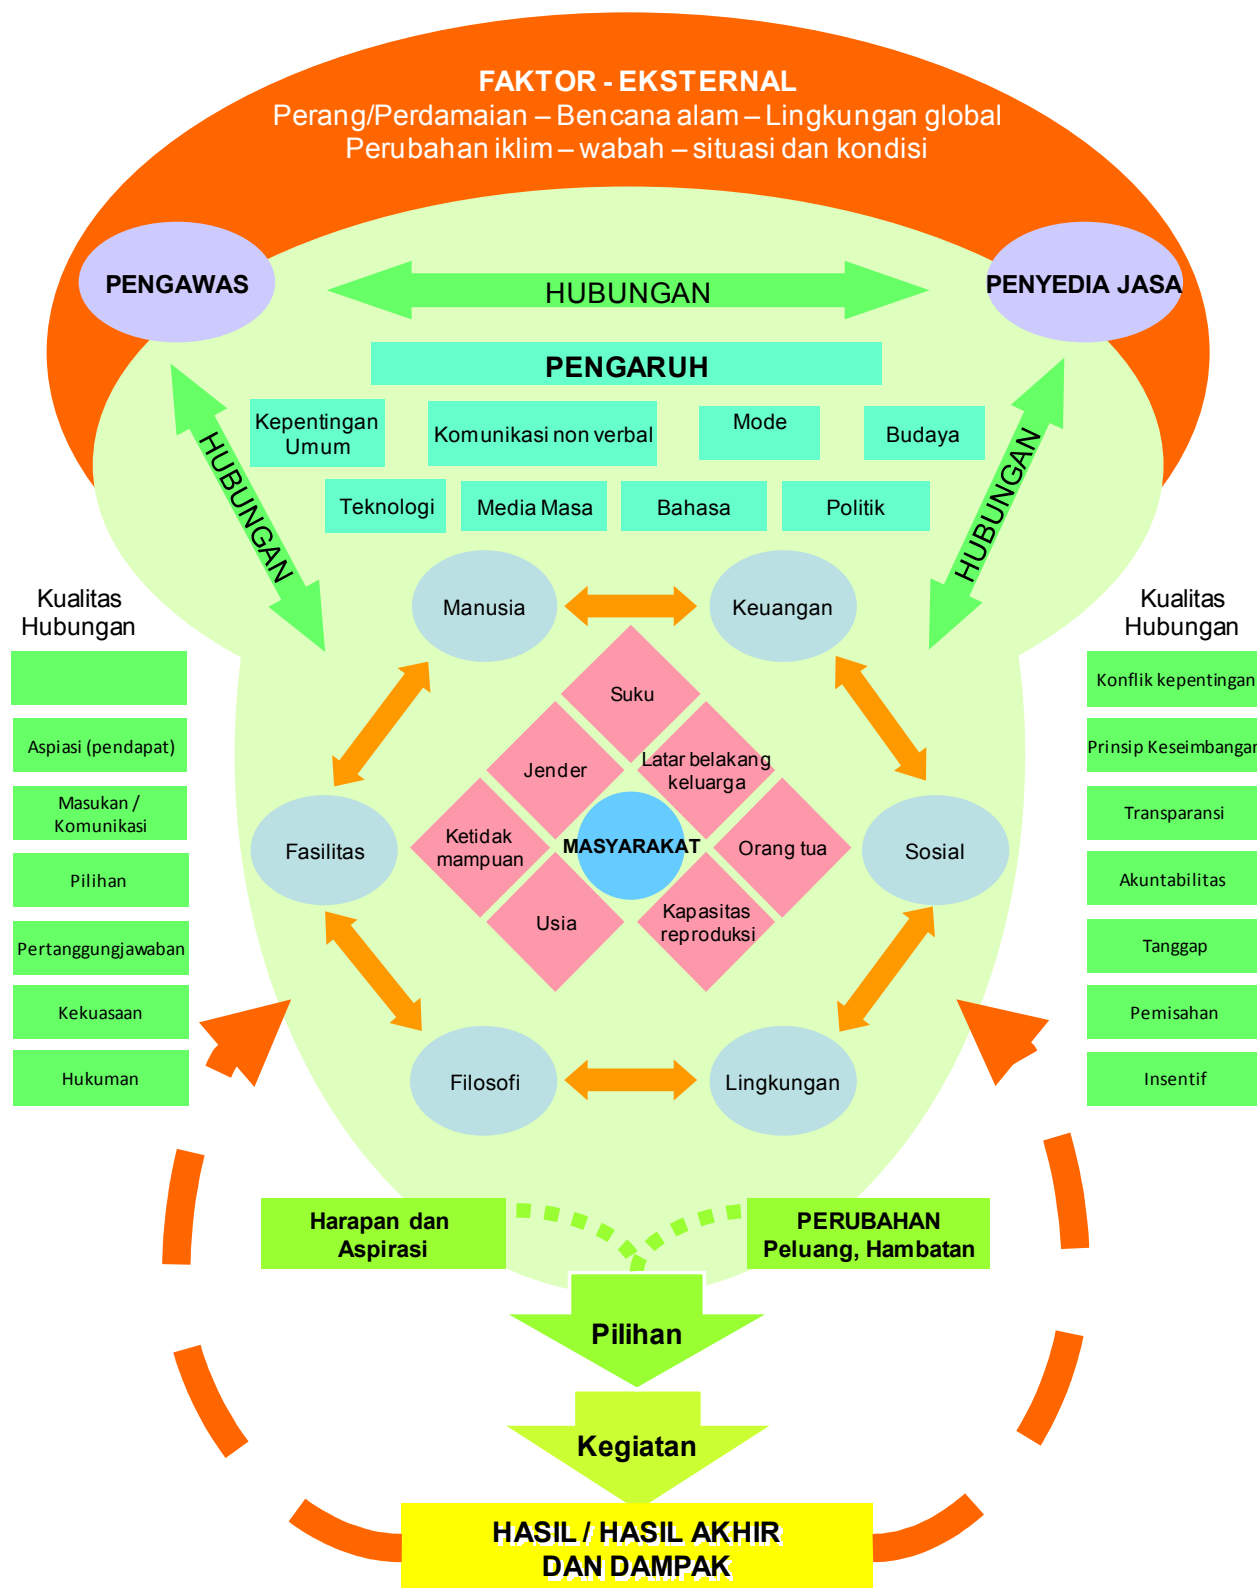 FAKTOR - EKSTERNAL
Perang/Perdamaian – Bencana alam – Lingkungan global
Perubahan iklim – wabah – situasi dan kondisi
PENGAWAS
HUBUNGAN
PENYEDIA JASA
PENGARUH
Kepentingan
Umum
Komunikasi non verbal
Mode
Budaya
Teknologi
Media Masa
Bahasa
Politik
HUBUNGAN
HUBUNGAN
Kualitas
Hubungan
Aspiasi (pendapat)
Masukan /
Komunikasi
Pilihan
Pertanggungjawaban
Kekuasaan
Hukuman
Manusia
Keuangan
Fasilitas
Sosial
Filosofi
Lingkungan
Suku
Jender
Latar belakang
keluarga
Ketidak
mampuan
MASYARAKAT
Orang tua
Usia
Kapasitas
reproduksi
Kualitas
Hubungan
Konflik kepentingan
Prinsip Keseimbangan
Transparansi
Akuntabilitas
Tanggap
Pemisahan
Insentif
Harapan dan
Aspirasi
PERUBAHAN
Peluang, Hambatan
Pilihan
Kegiatan
HASIL / HASIL AKHIR
DAN DAMPAK